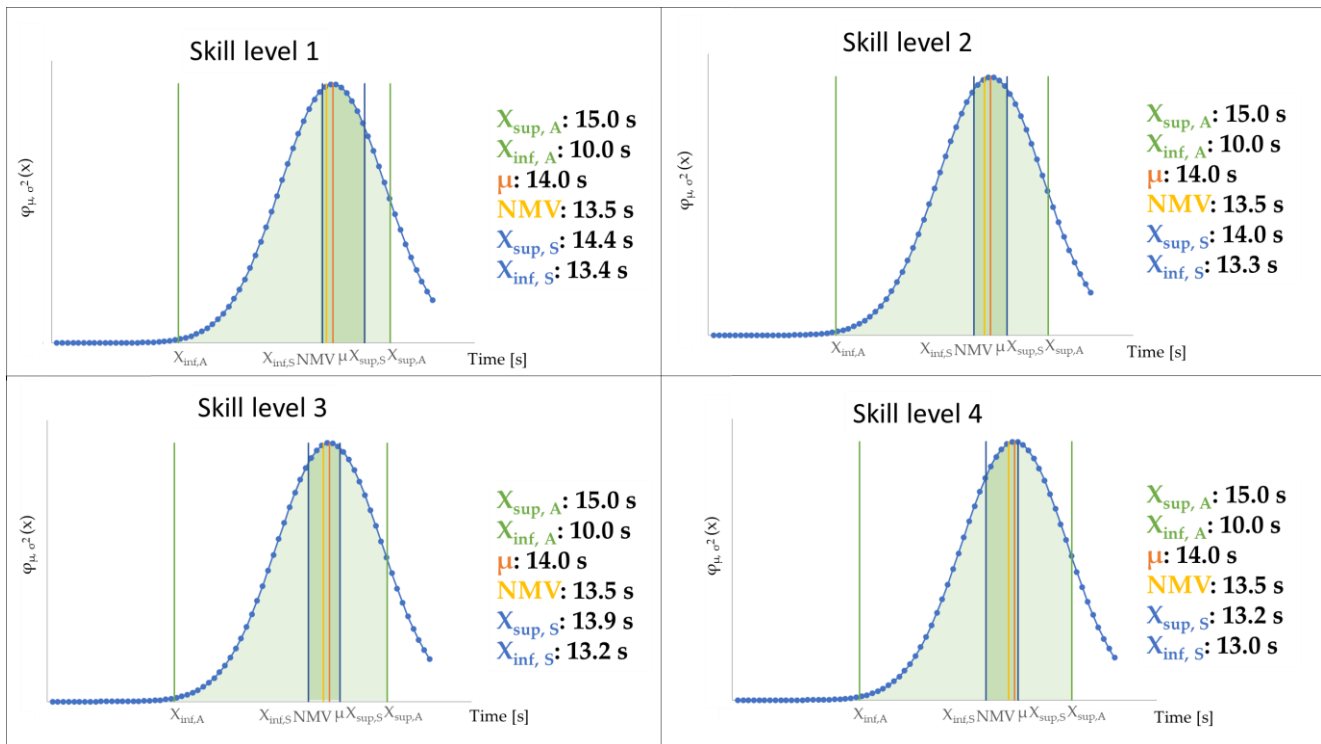 Skill level 1
φμ, σ² (x)
Xsup, A: 15.0 s
Xinf, A: 10.0 s
μ: 14.0 s
NMV: 13.5 s
Xsup, S: 14.4 s
Xinf, S: 13.4 s
Xinf,A Xinf,S NMV μ Xsup,S Xsup,A Time [s]
Skill level 2
φμ, σ² (x)
Xsup, A: 15.0 s
Xinf, A: 10.0 s
μ: 14.0 s
NMV: 13.5 s
Xsup, S: 14.0 s
Xinf, S: 13.3 s
Xinf,A Xinf,S NMV μ Xsup,S Xsup,A Time [s]
Skill level 3
φμ, σ² (x)
Xsup, A: 15.0 s
Xinf, A: 10.0 s
μ: 14.0 s
NMV: 13.5 s
Xsup, S: 13.9 s
Xinf, S: 13.2 s
Xinf,A Xinf,S NMV μ Xsup,S Xsup,A Time [s]
Skill level 4
φμ, σ² (x)
Xsup, A: 15.0 s
Xinf, A: 10.0 s
μ: 14.0 s
NMV: 13.5 s
Xsup, S: 13.2 s
Xinf, S: 13.0 s
Xinf,A Xinf,S NMV μ Xsup,S Xsup,A Time [s]